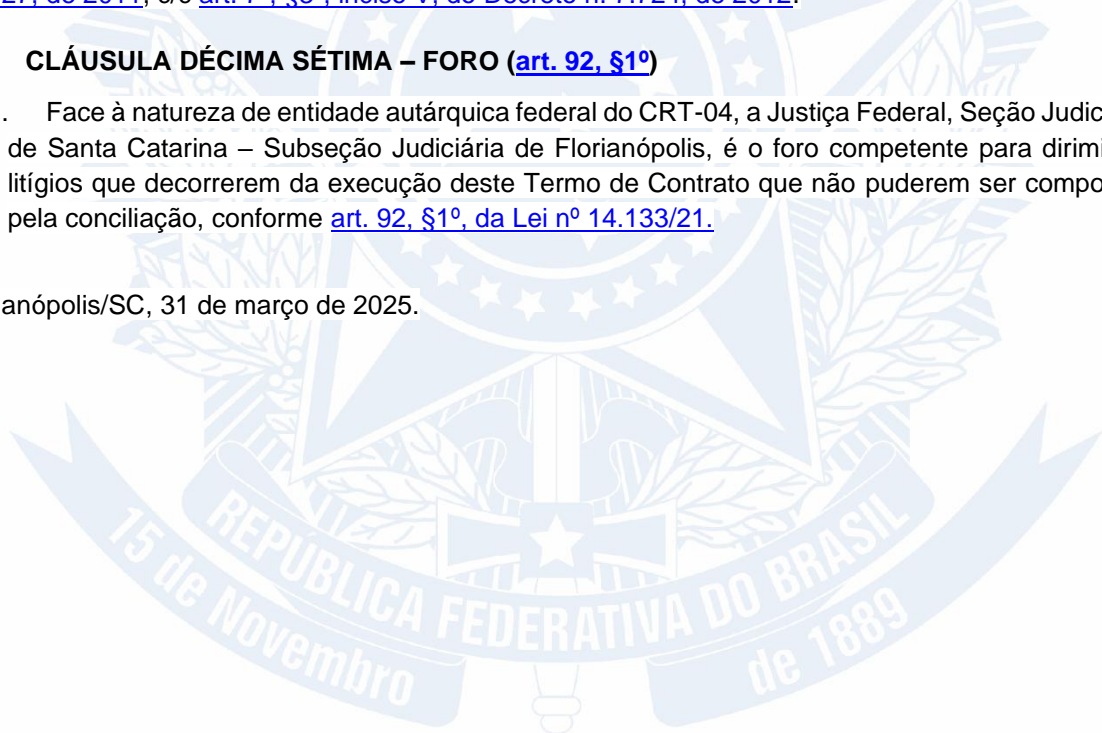 27, de 2011, c/c art. 7º, §3º, inciso V, do Decreto n. 7.724, de 2012.
CLÁUSULA DÉCIMA SÉTIMA – FORO (art. 92, §1º)
. Face à natureza de entidade autárquica federal do CRT-04, a Justiça Federal, Seção Judic
de Santa Catarina – Subseção Judiciária de Florianópolis, é o foro competente para dirimi
litígios que decorrerem da execução deste Termo de Contrato que não puderem ser compo
pela conciliação, conforme art. 92, §1º, da Lei nº 14.133/21.
anópolis/SC, 31 de março de 2025.
REPÚBLICA FEDERATIVA DO BRASIL
15 de Novembro de 1889